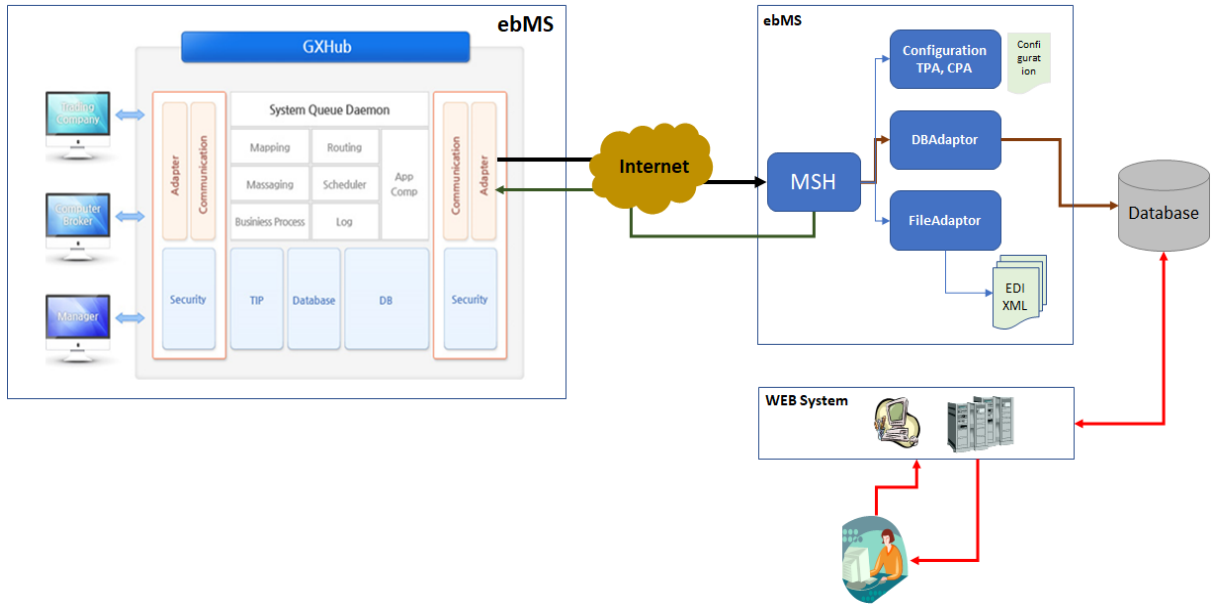 ebMS
GXHub
Trading
Company
Computer
Broker
Manager
Adapter
Communication
Security
System Queue Daemon
Mapping
Routing
Massaging
Scheduler
App
Comp
Businiess Process
Log
TIP
Database
DB
Communication
Adapter
Security
Internet
ebMS
MSH
Configuration
TPA, CPA
Confi
gurat
ion
DBAdaptor
FileAdaptor
EDI
XML
Database
WEB System